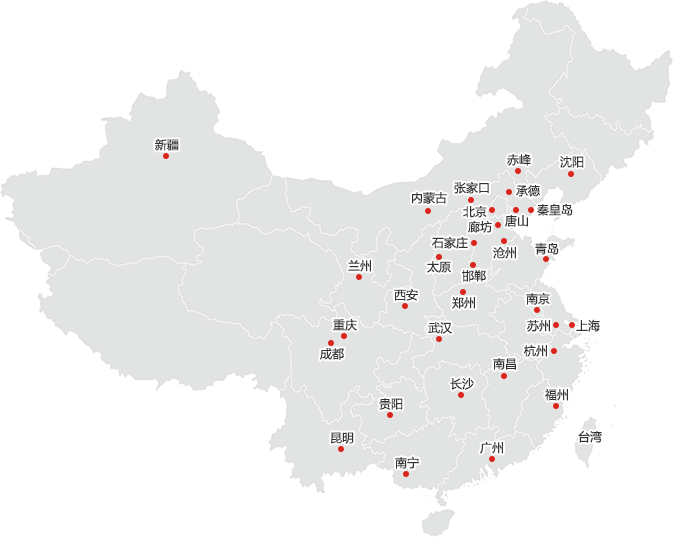 新疆
赤峰
沈阳
张家口
承德
内蒙古
北京
唐山
秦皇岛
廊坊
石家庄
沧州
青岛
太原
兰州
邯郸
西安
郑州
南京
重庆
武汉
苏州
上海
成都
杭州
南昌
长沙
福州
贵阳
昆明
广州
台湾
南宁